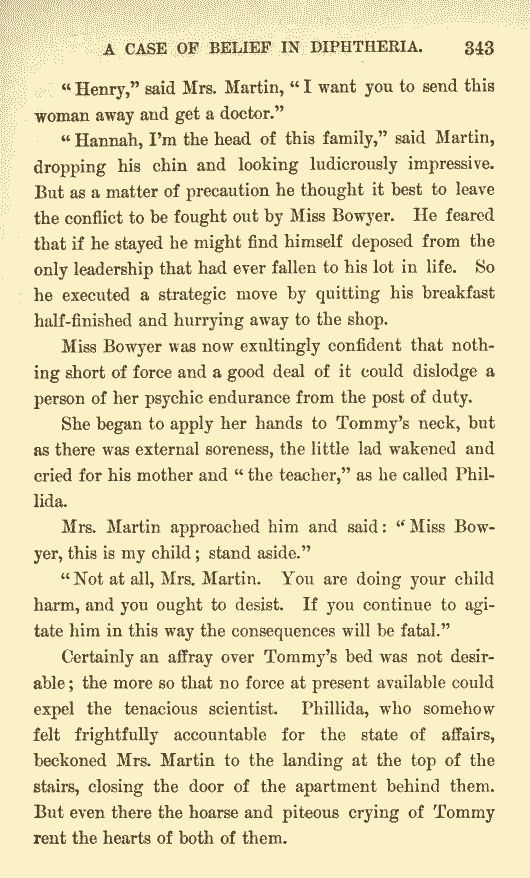 A CASE OF BELIEF IN DIPHTHERIA. 343
“Henry,” said Mrs. Martin, “I want you to send this
woman away and get a doctor.”
“Hannah, I’m the head of this family,” said Martin,
dropping his chin and looking ludicrously impressive.
But as a matter of precaution he thought it best to leave
the conflict to be fought out by Miss Bowyer. He feared
that if he stayed he might find himself deposed from the
only leadership that had ever fallen to his lot in life. So
he executed a strategic move by quitting his breakfast
half-finished and hurrying away to the shop.
Miss Bowyer was now exultingly confident that noth-
ing short of force and a good deal of it could dislodge a
person of her psychic endurance from the post of duty.
She began to apply her hands to Tommy’s neck, but
as there was external soreness, the little lad wakened and
cried for his mother and “the teacher,” as he called Phil-
lida.
Mrs. Martin approached him and said: “Miss Bow-
yer, this is my child; stand aside.”
“Not at all, Mrs. Martin. You are doing your child
harm, and you ought to desist. If you continue to agi-
tate him in this way the consequences will be fatal.”
Certainly an affray over Tommy’s bed was not desir-
able; the more so that no force at present available could
expel the tenacious scientist. Phillida, who somehow
felt frightfully accountable for the state of affairs,
beckoned Mrs. Martin to the landing at the top of the
stairs, closing the door of the apartment behind them.
But even there the hoarse and piteous crying of Tommy
rent the hearts of both of them.